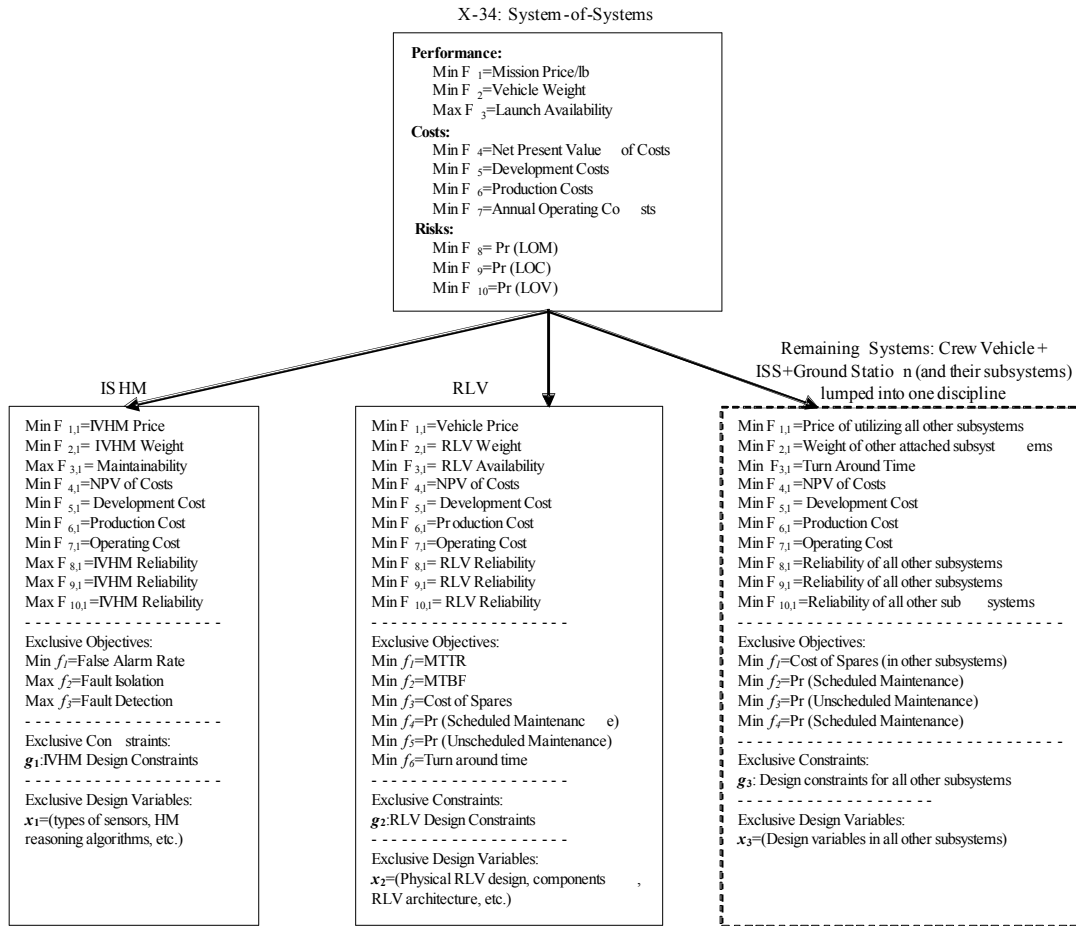 X-34: System-of-Systems
Performance:
Min F 1=Mission Price/lb
Min F 2=Vehicle Weight
Max F 3=Launch Availability
Costs:
Min F 4=Net Present Value of Costs
Min F 5=Development Costs
Min F 6=Production Costs
Min F 7=Annual Operating Co sts
Risks:
Min F 8= Pr (LOM)
Min F 9=Pr (LOC)
Min F 10=Pr (LOV)
IS HM
Min F 1,1=IVHM Price
Min F 2,1= IVHM Weight
Max F 3,1= Maintainability
Min F 4,1=NPV of Costs
Min F 5,1= Development Cost
Min F 6,1=Production Cost
Min F 7,1=Operating Cost
Max F 8,1=IVHM Reliability
Max F 9,1=IVHM Reliability
Max F 10,1=IVHM Reliability
Exclusive Objectives:
Min f1=False Alarm Rate
Max f2=Fault Isolation
Max f3=Fault Detection
Exclusive Con straints:
g1:IVHM Design Constraints
Exclusive Design Variables:
x1=(types of sensors, HM
reasoning algorithms, etc.)
RLV
Min F 1,1=Vehicle Price
Min F 2,1= RLV Weight
Min F3,1= RLV Availability
Min F 4,1=NPV of Costs
Min F 5,1= Development Cost
Min F 6,1=Production Cost
Min F 7,1=Operating Cost
Min F 8,1= RLV Reliability
Min F 9,1= RLV Reliability
Min F 10,1= RLV Reliability
Exclusive Objectives:
Min f1=MTTR
Min f2=MTBF
Min f3=Cost of Spares
Min f4=Pr (Scheduled Maintenanc e)
Min f5=Pr (Unscheduled Maintenance)
Min f6=Turn around time
Exclusive Constraints:
g2:RLV Design Constraints
Exclusive Design Variables:
x2=(Physical RLV design, components ,
RLV architecture, etc.)
Remaining Systems: Crew Vehicle +
ISS+Ground Statio n (and their subsystems)
lumped into one discipline
Min F 1,1=Price of utilizing all other subsystems
Min F 2,1=Weight of other attached subsyst ems
Min F3,1=Turn Around Time
Min F 4,1=NPV of Costs
Min F 5,1= Development Cost
Min F 6,1=Production Cost
Min F 7,1=Operating Cost
Min F 8,1=Reliability of all other subsystems
Min F 9,1=Reliability of all other subsystems
Min F 10,1=Reliability of all other sub systems
Exclusive Objectives:
Min f1=Cost of Spares (in other subsystems)
Min f2=Pr (Scheduled Maintenance)
Min f3=Pr (Unscheduled Maintenance)
Min f4=Pr (Scheduled Maintenance)
Exclusive Constraints:
g3: Design constraints for all other subsystems
Exclusive Design Variables:
x3=(Design variables in all other subsystems)